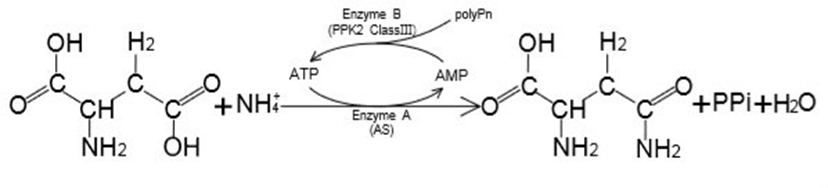 Enzyme B
(PPK2 ClassIII)
polyPn
OH
H2
C
C
O
O
CH
C
NH2
OH
+NH4+
ATP
AMP
Enzyme A
(AS)
OH
H2
C
C
O
O
CH
C
NH2
NH2
+PPi+H2O